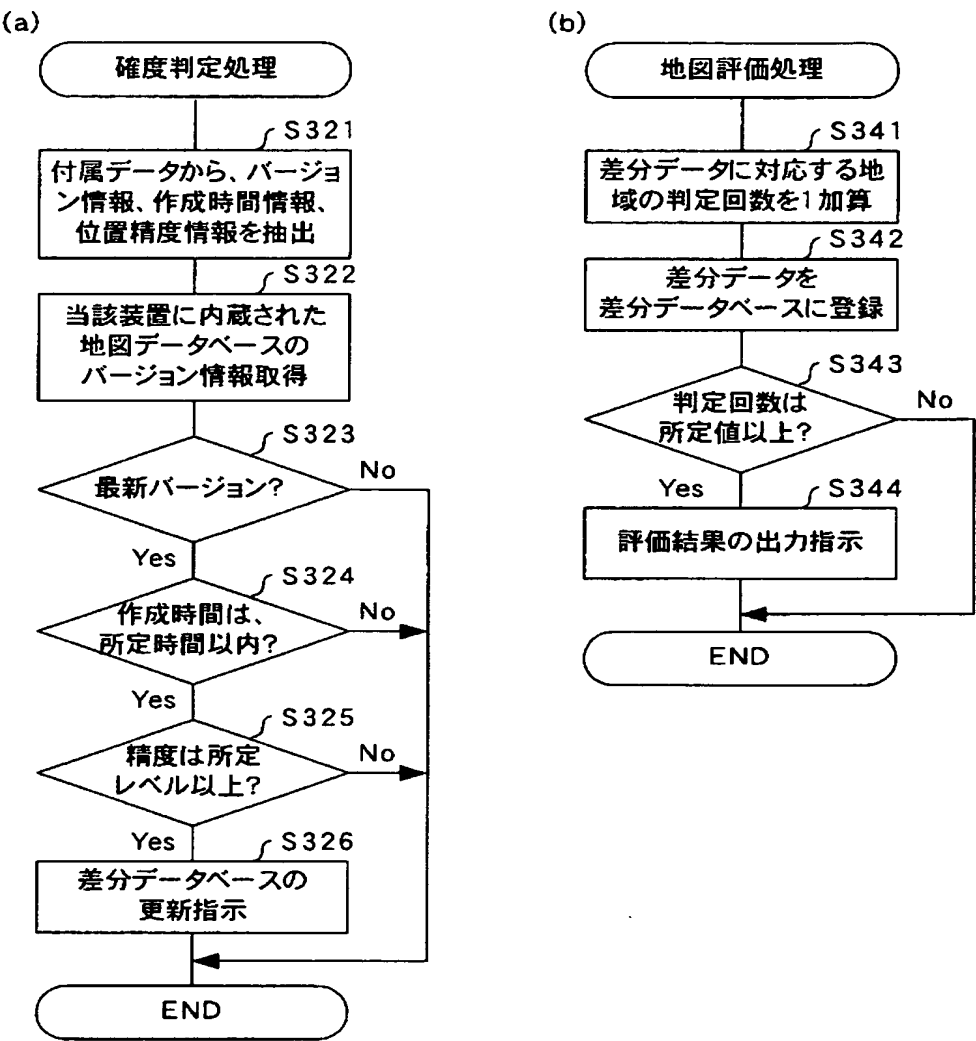 (a)
確度判定処理
S321
付属データから、バージョ
ン情報、作成時間情報、
位置精度情報を抽出
S322
当該装置に内蔵された
地図データベースの
バージョン情報取得
S323
最新バージョン?
No
Yes
S324
作成時間は、
所定時間以内?
No
Yes
S325
精度は所定
レベル以上?
No
Yes
S326
差分データベースの
更新指示
END
(b)
地図評価処理
S341
差分データに対応する地
域の判定回数を1加算
S342
差分データを
差分データベースに登録
S343
判定回数は
所定値以上?
No
Yes
S344
評価結果の出力指示
END